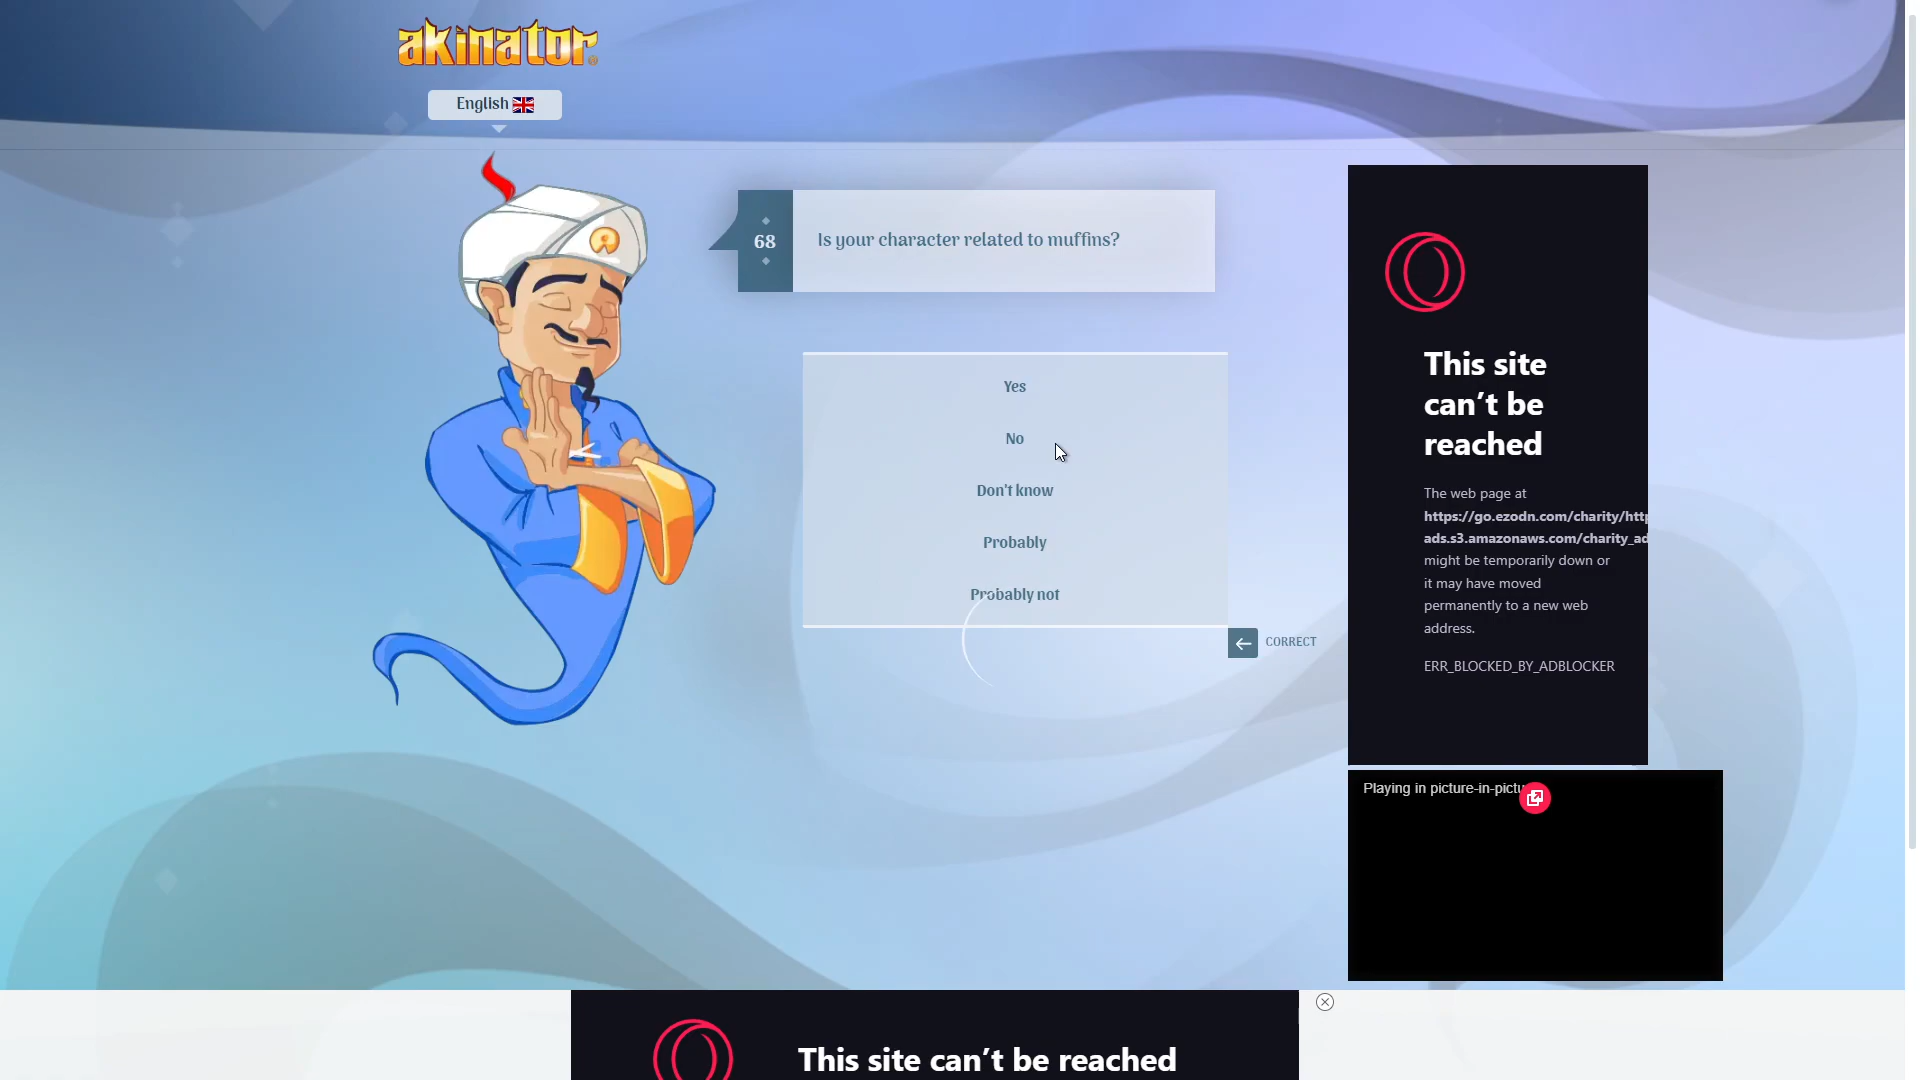 akinator
English
68
Is your character related to muffins?
Yes
No
Don't know
Probably
Probably not
CORRECT
This site
can’t be
reached
The web page at
https://go.ezodn.com/charity/http
ads.s3.amazonaws.com/charity_ad
might be temporarily down or
it may have moved
permanently to a new web
address.
ERR_BLOCKED_BY_ADBLOCKER
Playing in picture-in-pictu
This site can’t be reached